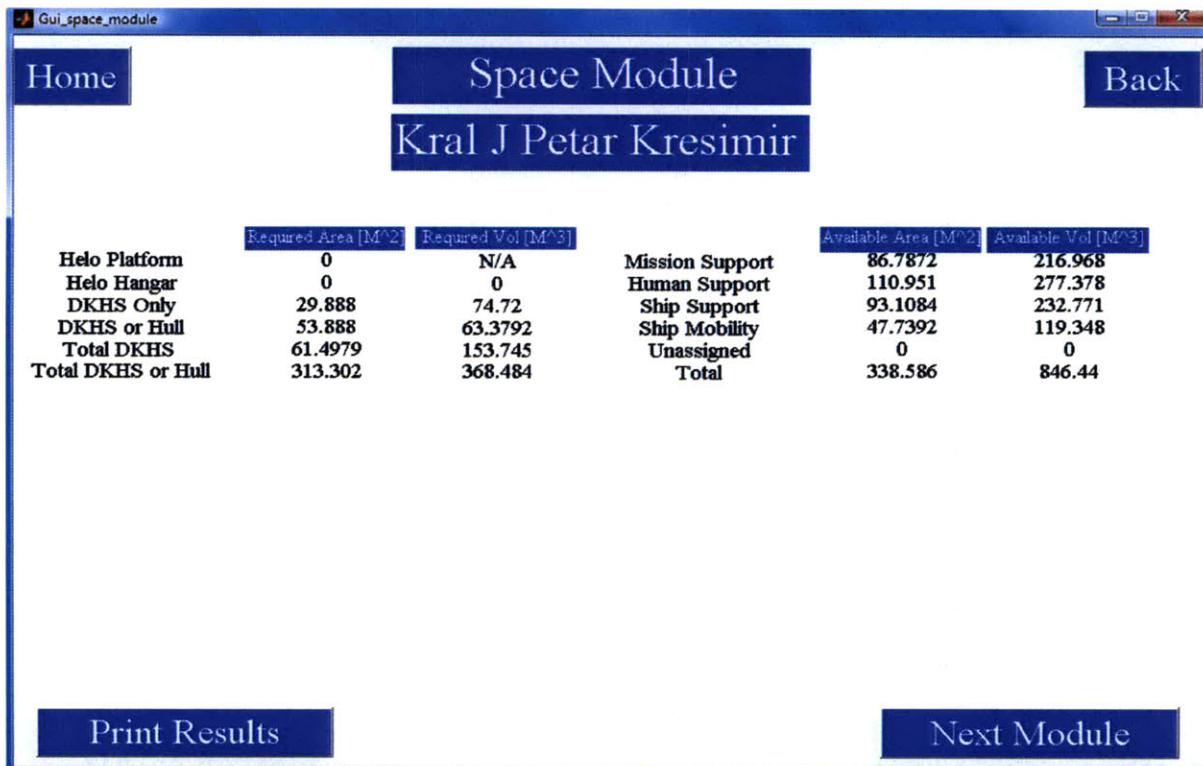 Gui_space_module
Home Space Module Back
Kral J Petar Kresimir
Required Area [M^2] Required Vol [M^3] Available Area [M^2] Available Vol [M^3]
Helo Platform 0 N/A Mission Support 86.7872 216.968
Helo Hangar 0 0 Human Support 110.951 277.378
DKHS Only 29.888 74.72 Ship Support 93.1084 232.771
DKHS or Hull 53.888 63.3792 Ship Mobility 47.7392 119.348
Total DKHS 61.4979 153.745 Unassigned 0 0
Total DKHS or Hull 313.302 368.484 Total 338.586 846.44
Print Results Next Module